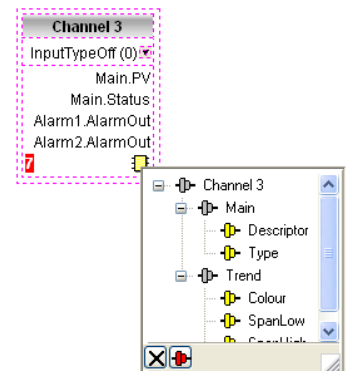 Channel 3
InputTypeOff (0)
Main.PV
Main.Status
Alarm1.AlarmOut
Alarm2.AlarmOut
7
Channel 3
Main
Descriptor
Type
Trend
Colour
SpanLow
SpanHigh